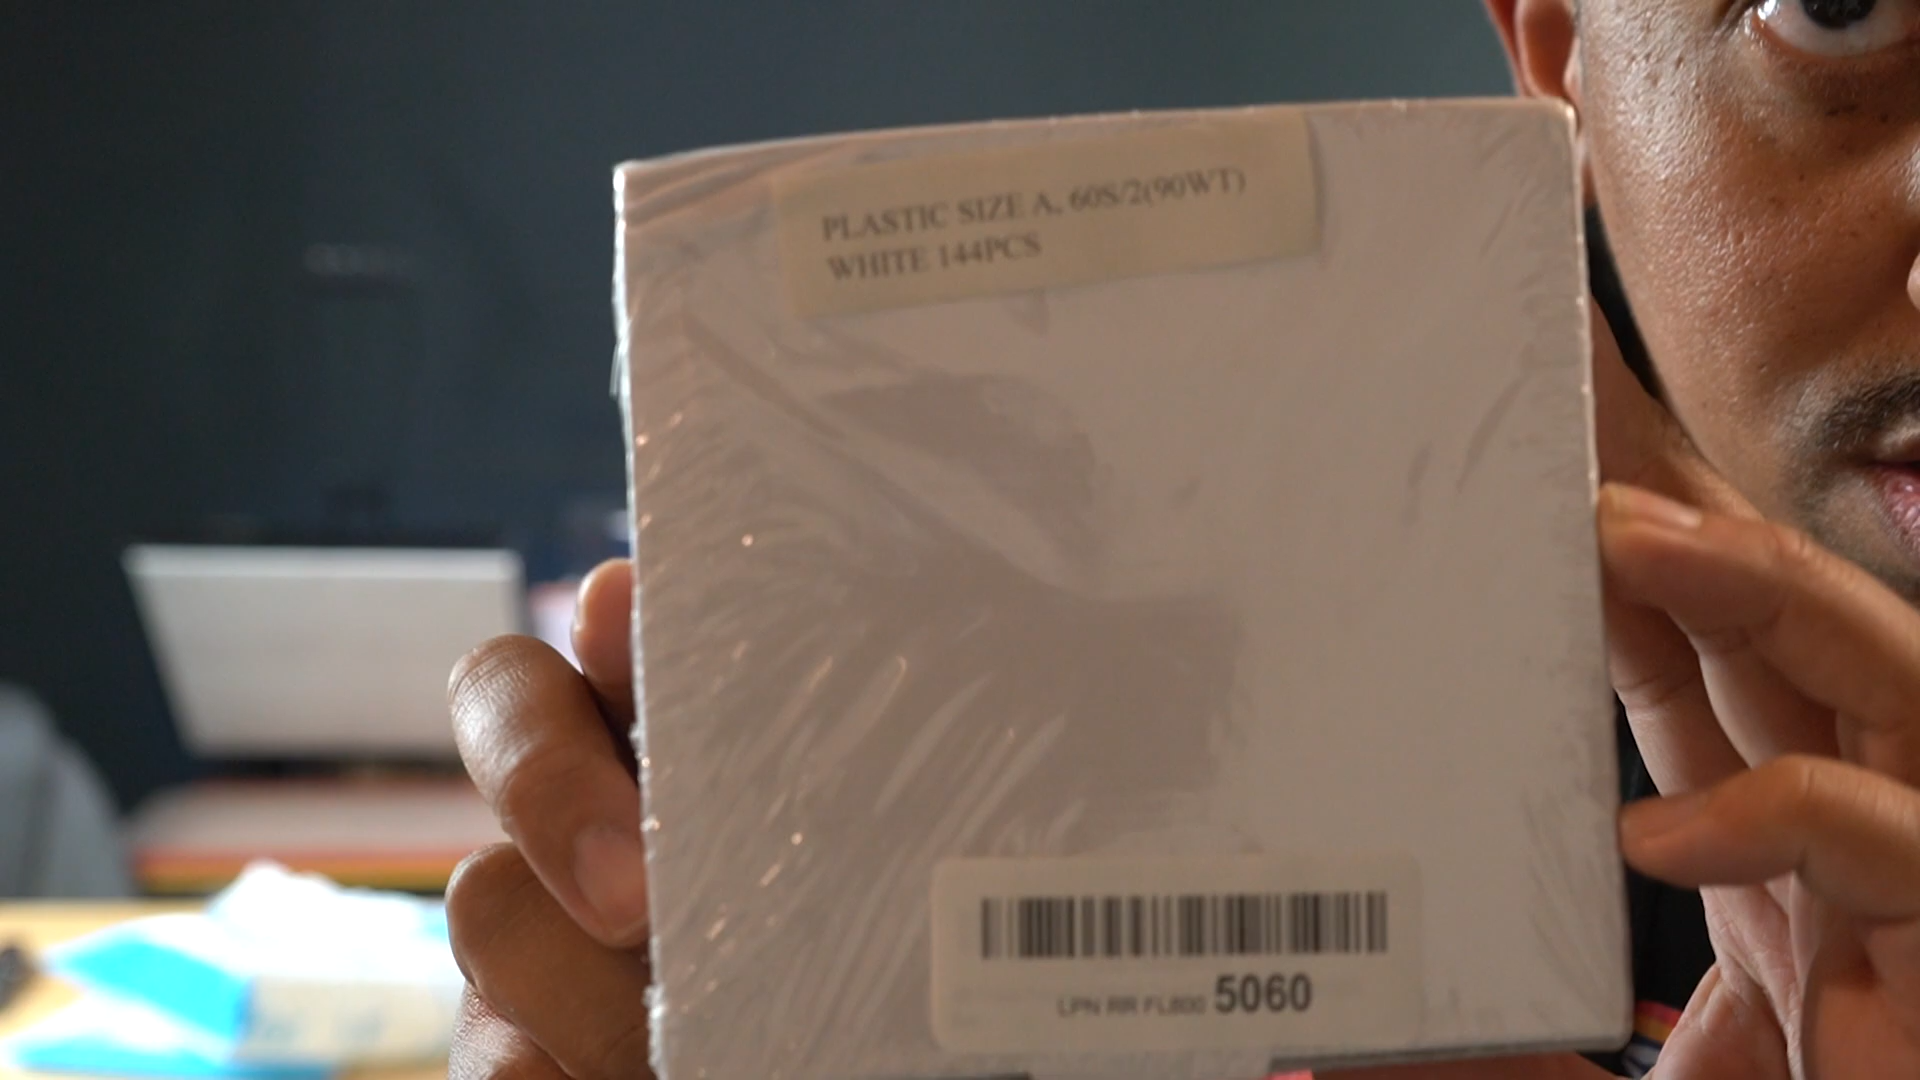 PLASTIC SIZE A, 60S/2(90WT)
WHITE 144PCS
LPN RR FL800 5060